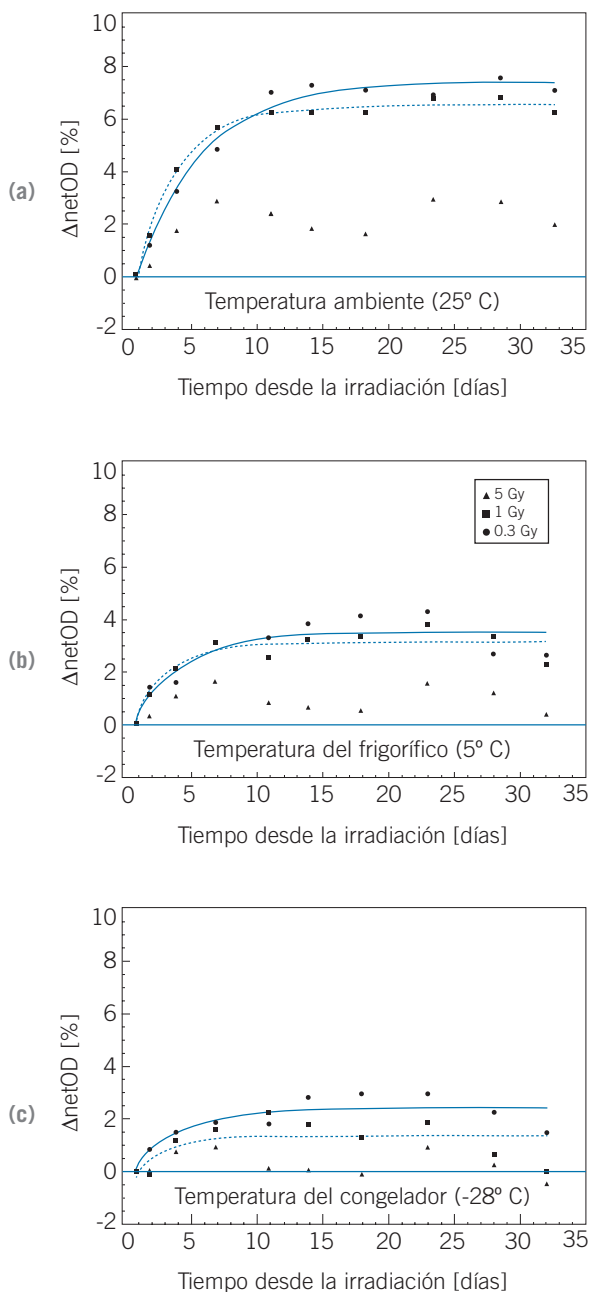 (a)
ΔnetOD [%]
10
8
6
4
2
0
-2
Temperatura ambiente (25º C)
0 5 10 15 20 25 30 35
Tiempo desde la irradiación [días]
(b)
ΔnetOD [%]
10
8
6
4
2
0
-2
5 Gy
1 Gy
0.3 Gy
Temperatura del frigorífico (5º C)
0 5 10 15 20 25 30 35
Tiempo desde la irradiación [días]
(c)
ΔnetOD [%]
10
8
6
4
2
0
-2
Temperatura del congelador (-28º C)
0 5 10 15 20 25 30 35
Tiempo desde la irradiación [días]